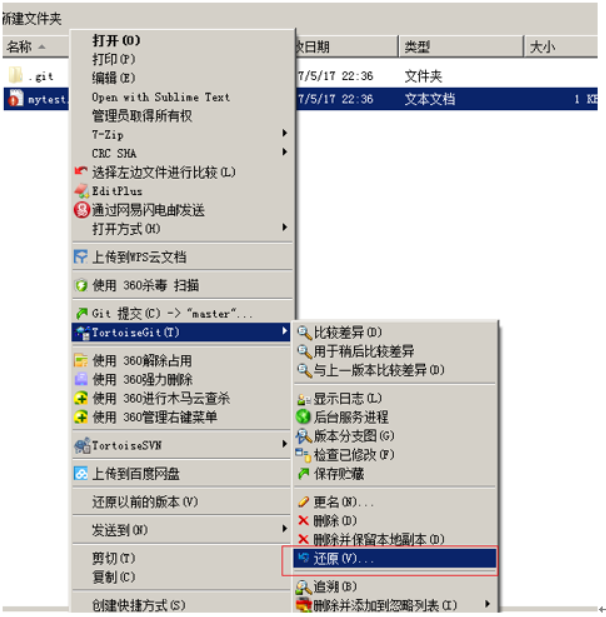 新建文件夹
名称 改日期 类型 大小
.git 7/5/17 22:36 文件夹
mytest. 7/5/17 22:36 文本文档 1 KB
打开(O)
打印(P)
编辑(E)
Open with Sublime Text
管理员取得所有权
7-Zip
CRC SHA
选择左边文件进行比较(L)
EditPlus
通过网易闪电邮发送
打开方式(H)
上传到WPS云文档
使用 360杀毒 扫描
Git 提交(C) -> "master"...
TortoiseGit(T)
使用 360解除占用
使用 360强力删除
使用 360进行木马云查杀
使用 360管理右键菜单
TortoiseSVN
上传到百度网盘
还原以前的版本(V)
发送到(N)
剪切(T)
复制(C)
创建快捷方式(S)
比较差异(D)
用于稍后比较差异
与上一版本比较差异(D)
显示日志(L)
后台服务进程
版本分支图(G)
检查已修改(F)
保存贮藏
更名(N)...
删除(D)
删除并保留本地副本(D)
还原(V)...
追溯(B)
删除并添加到忽略列表(I)